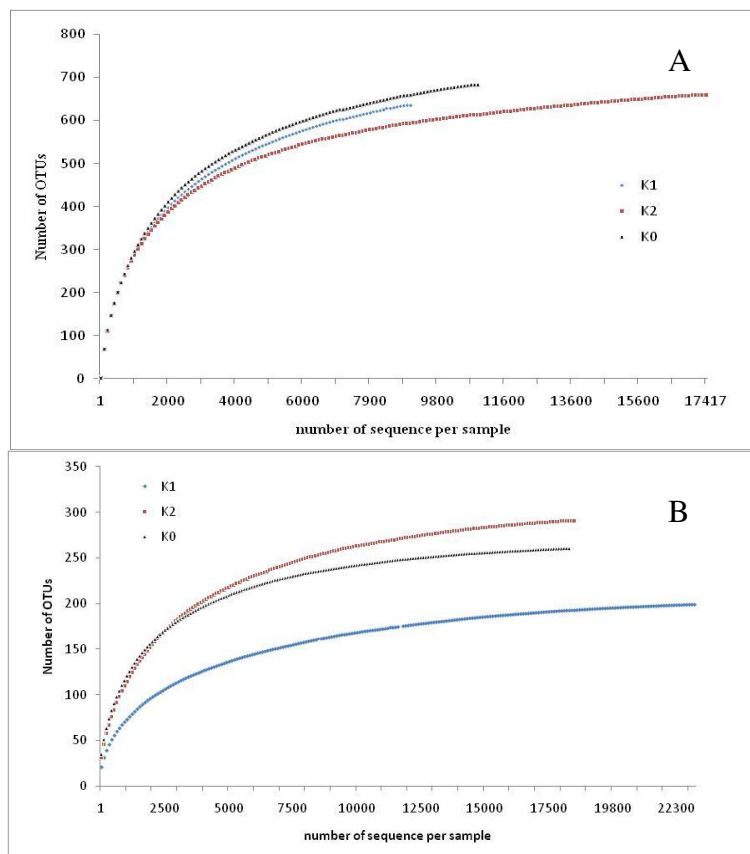 800
700
600
500
400
300
200
100
0
Number of OTUs
A
K1
K2
K0
1 2000 4000 6000 7900 9800 11600 13600 15600 17417
number of sequence per sample
350
300
250
200
150
100
50
0
Number of OTUs
K1
K2
K0
B
1 2500 5000 7500 10000 12500 15000 17500 19800 22300
number of sequence per sample